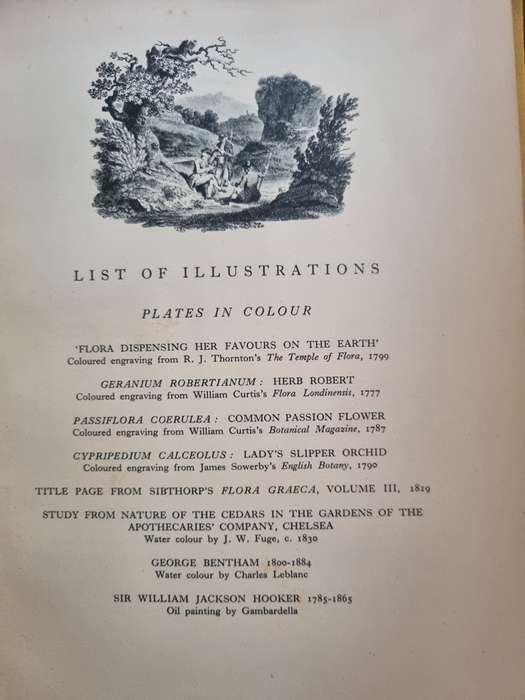 LIST OF ILLUSTRATIONS
PLATES IN COLOUR
'FLORA DISPENSING HER FAVOURS ON THE EARTH'
Coloured engraving from R. J. Thornton's The Temple of Flora, 1799
GERANIUM ROBERTIANUM: HERB ROBERT
Coloured engraving from William Curtis's Flora Londinensis, 1777
PASSIFLORA COERULEA: COMMON PASSION FLOWER
Coloured engraving from William Curtis's Botanical Magazine, 1787
CYPRIPEDIUM CALCEOLUS: LADY'S SLIPPER ORCHID
Coloured engraving from James Sowerby's English Botany, 1790
TITLE PAGE FROM SIBTHORP'S FLORA GRAECA, VOLUME III, 1819
STUDY FROM NATURE OF THE CEDARS IN THE GARDENS OF THE
APOTHECARIES' COMPANY, CHELSEA
Water colour by J. W. Fuge, c. 1830
GEORGE BENTHAM 1800-1884
Water colour by Charles Leblanc
SIR WILLIAM JACKSON HOOKER 1785-1865
Oil painting by Gambardella